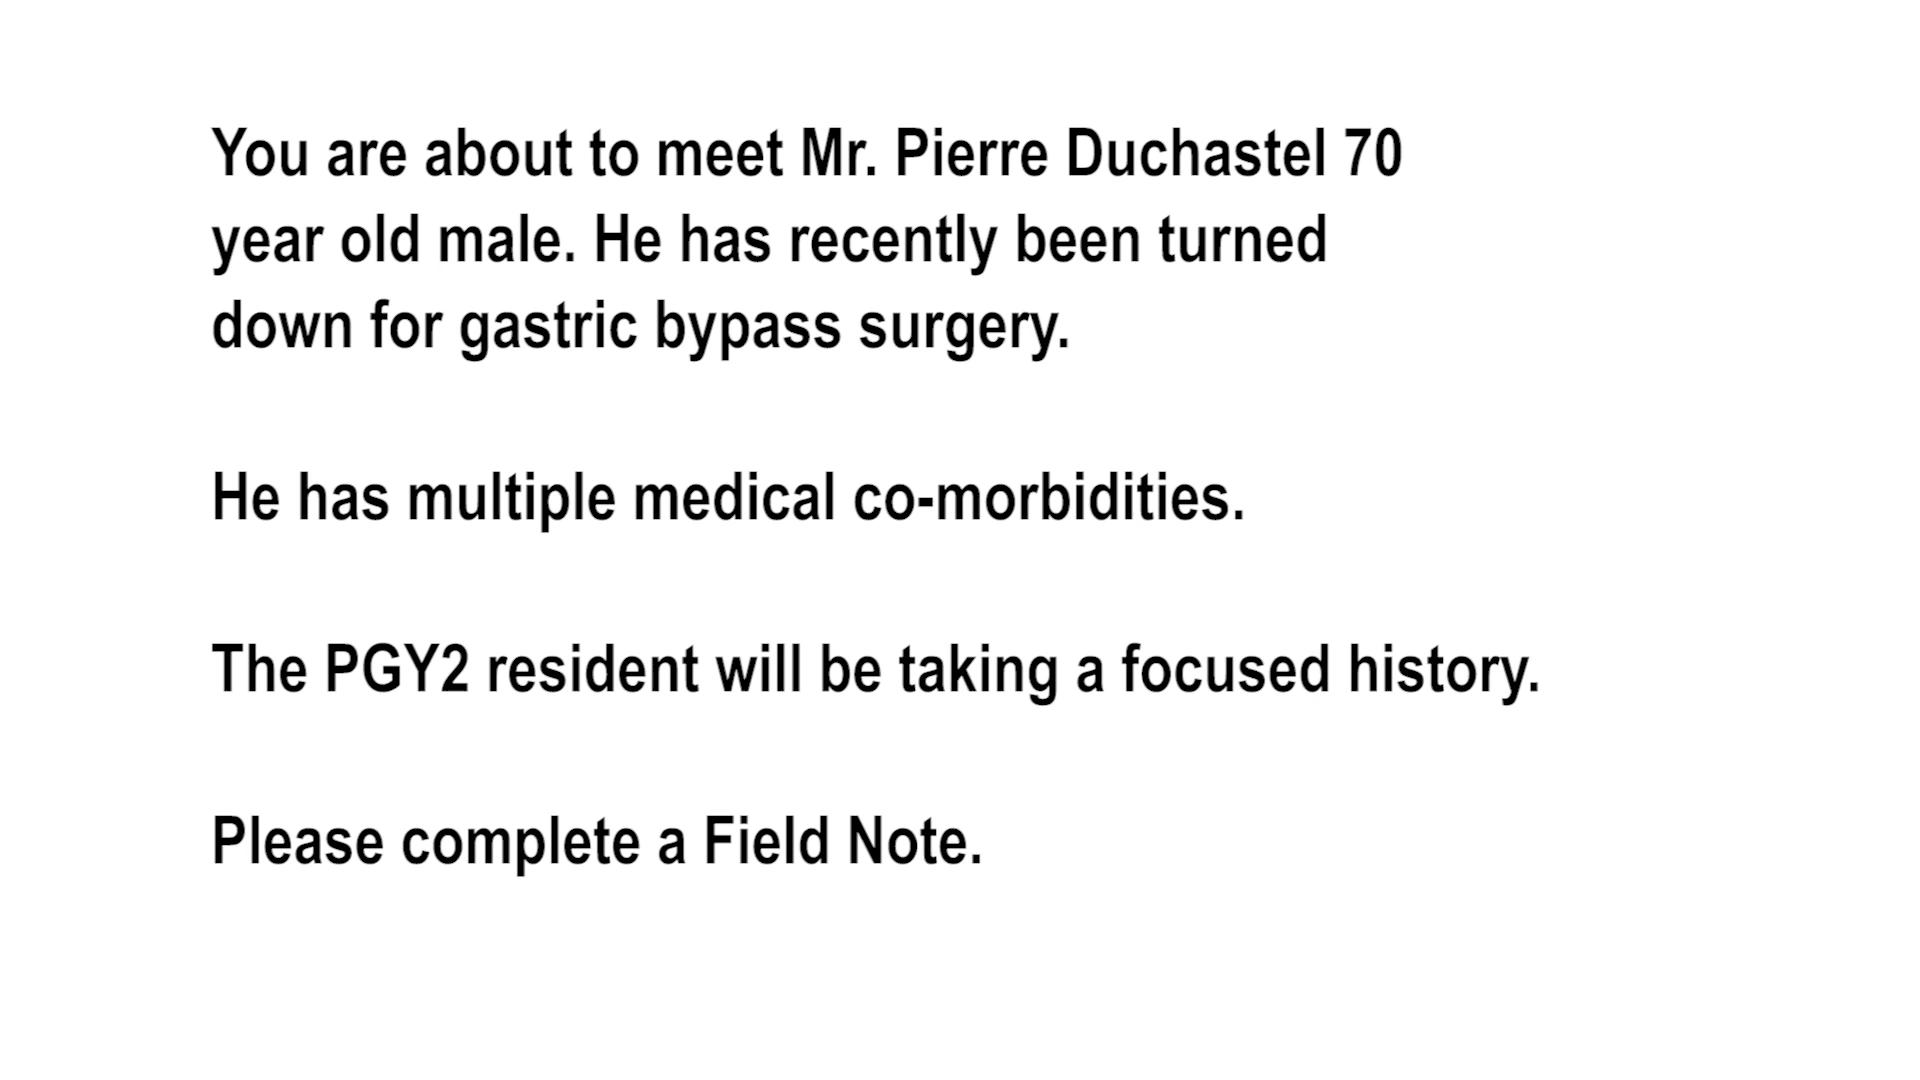 You are about to meet Mr. Pierre Duchastel 70
year old male. He has recently been turned
down for gastric bypass surgery.
He has multiple medical co-morbidities.
The PGY2 resident will be taking a focused history.
Please complete a Field Note.